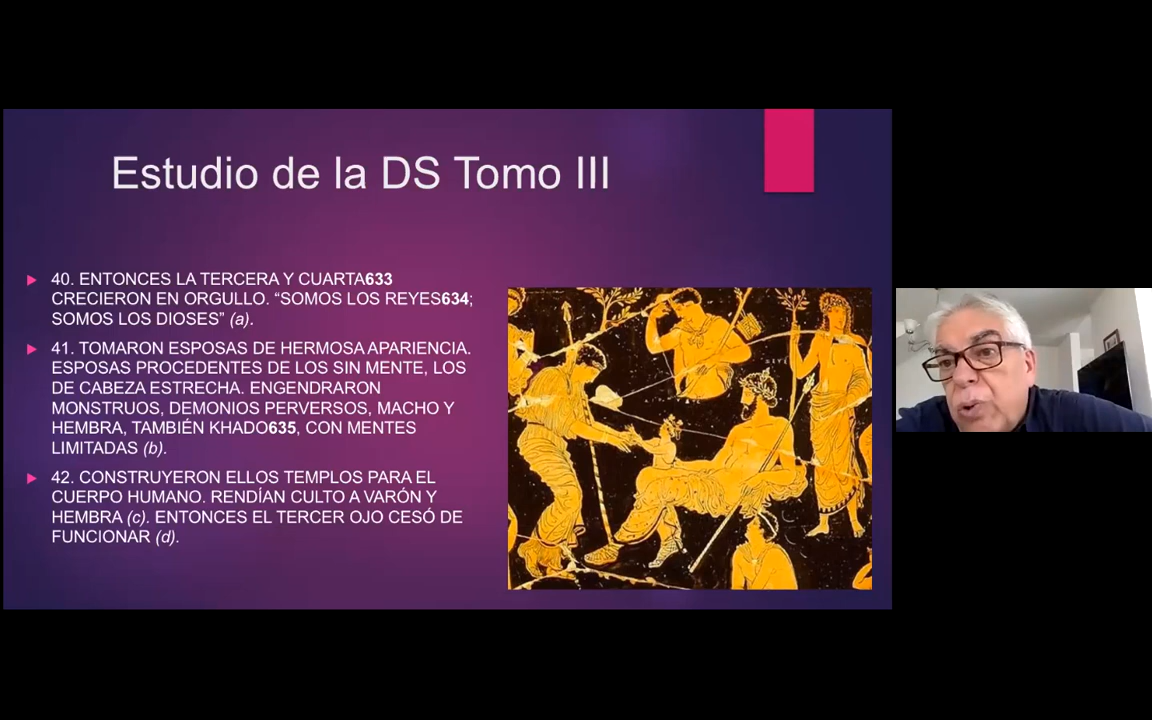 Estudio de la DS Tomo III
40. ENTONCES LA TERCERA Y CUARTA633
CRECIERON EN ORGULLO. “SOMOS LOS REYES634;
SOMOS LOS DIOSES” (a).
41. TOMARON ESPOSAS DE HERMOSA APARIENCIA.
ESPOSAS PROCEDENTES DE LOS SIN MENTE, LOS
DE CABEZA ESTRECHA. ENGENDRARON
MONSTRUOS, DEMONIOS PERVERSOS, MACHO Y
HEMBRA, TAMBIÉN KHADO635, CON MENTES
LIMITADAS (b).
42. CONSTRUYERON ELLOS TEMPLOS PARA EL
CUERPO HUMANO. RENDÍAN CULTO A VARÓN Y
HEMBRA (c). ENTONCES EL TERCER OJO CESÓ DE
FUNCIONAR (d).